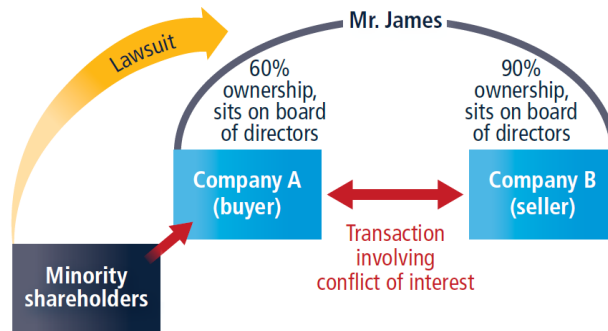 Mr. James
Lawsuit
60%
ownership,
sits on board
of directors
90%
ownership,
sits on board
of directors
Company A
(buyer)
Company B
(seller)
Transaction
involving
conflict of interest
Minority
shareholders